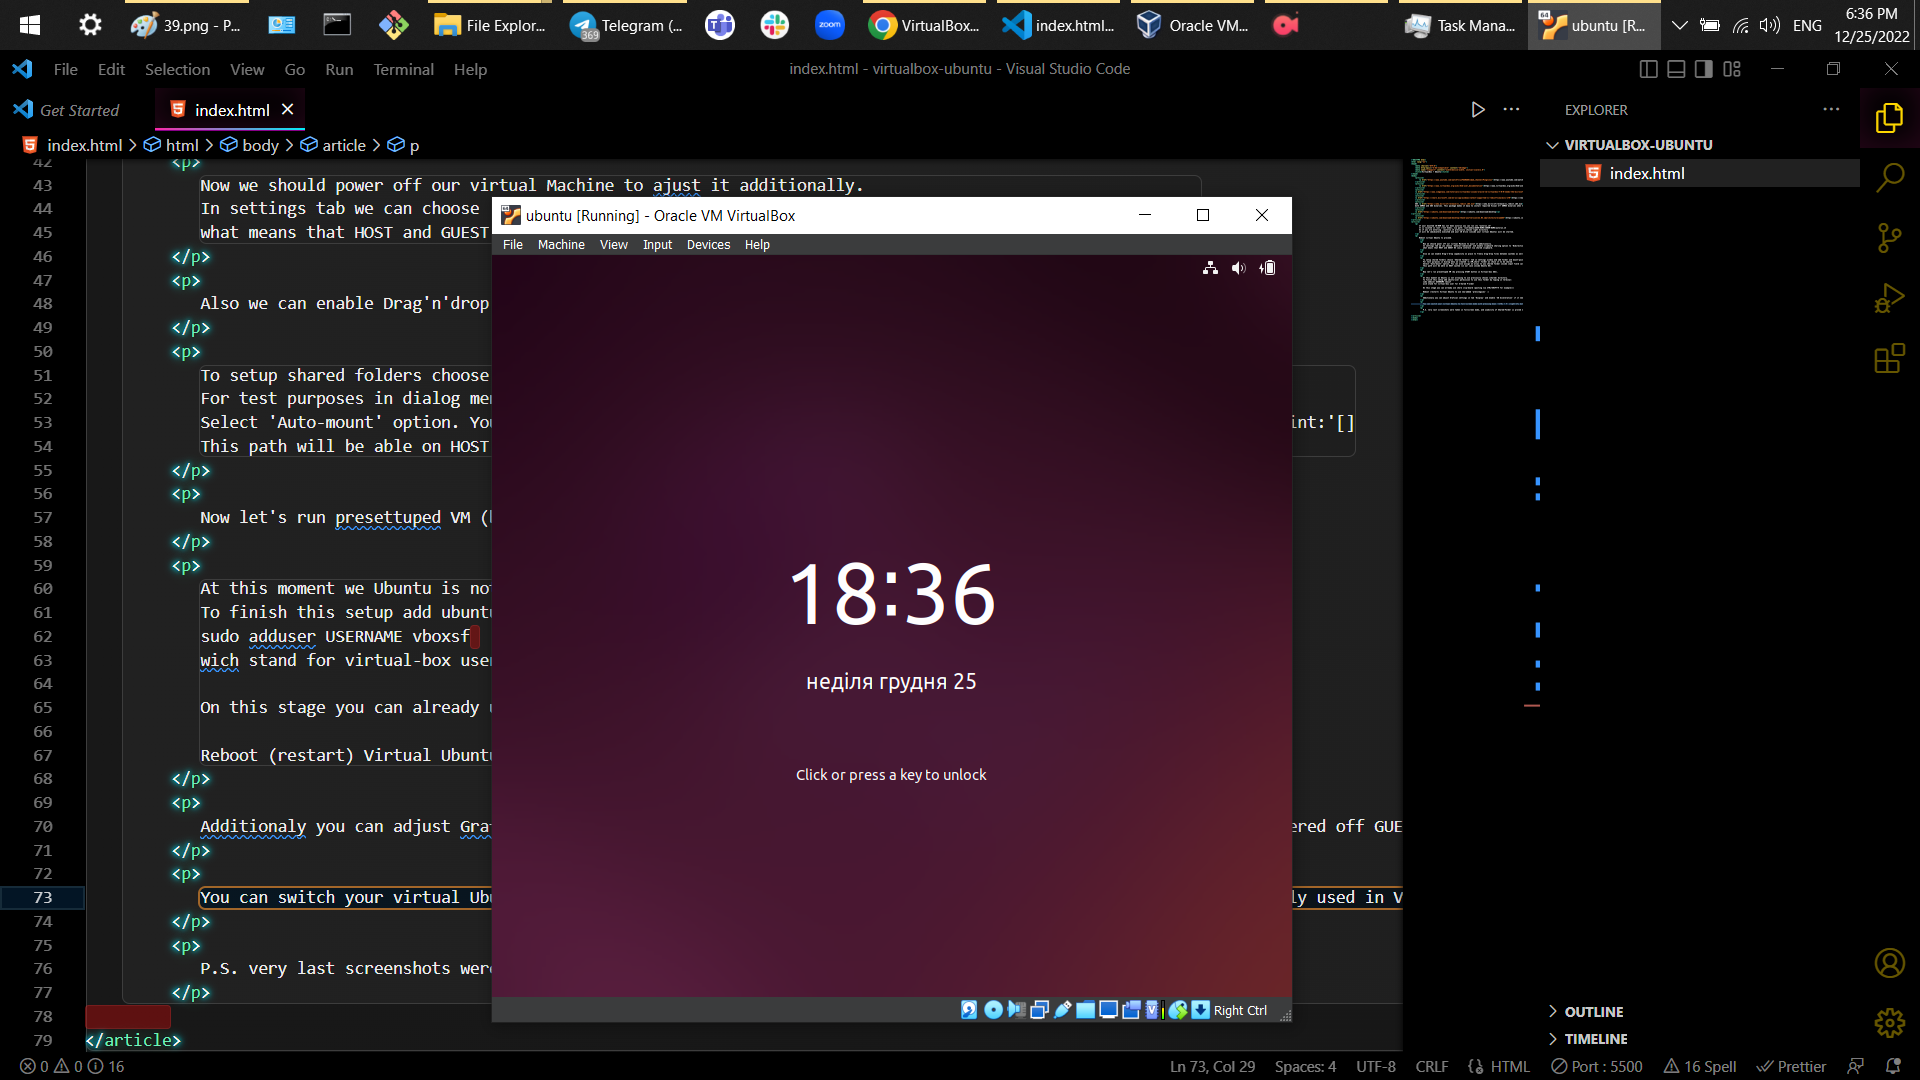 39.png - P...
File Explor...
Telegram (...
369
zoom
VirtualBox...
index.html...
Oracle VM...
Task Mana...
64
ubuntu [R...
ENG
6:36 PM
12/25/2022
File Edit Selection View Go Run Terminal Help
index.html - virtualbox-ubuntu - Visual Studio Code
Get Started
index.html
EXPLORER
index.html > html > body > article > p
VIRTUALBOX-UBUNTU
index.html
42 <p>
43 Now we should power off our virtual Machine to ajust it additionally.
44 In settings tab we can choose
45 what means that HOST and GUEST
46 </p>
47 <p>
48 Also we can enable Drag'n'drop
49 </p>
50 <p>
51 To setup shared folders choose
52 For test purposes in dialog me
53 Select 'Auto-mount' option. Yo int:'[]
54 This path will be able on HOST
55 </p>
56 <p>
57 Now let's run presettuped VM (
58 </p>
59 <p>
60 At this moment we Ubuntu is no
61 To finish this setup add ubunt
62 sudo adduser USERNAME vboxsf
63 wich stand for virtual-box use
64
65 On this stage you can already
66
67 Reboot (restart) Virtual Ubunt
68 </p>
69 <p>
70 Additionaly you can adjust Gra ered off GUE
71 </p>
72 <p>
73 You can switch your virtual Ub ly used in V
74 </p>
75 <p>
76 P.S. very last screenshots wer
77 </p>
78
79 </article>
ubuntu [Running] - Oracle VM VirtualBox
File Machine View Input Devices Help
18:36
неділя грудня 25
Click or press a key to unlock
Right Ctrl
OUTLINE
TIMELINE
0 0 16
Ln 73, Col 29
Spaces: 4
UTF-8
CRLF
HTML
Port : 5500
16 Spell
Prettier